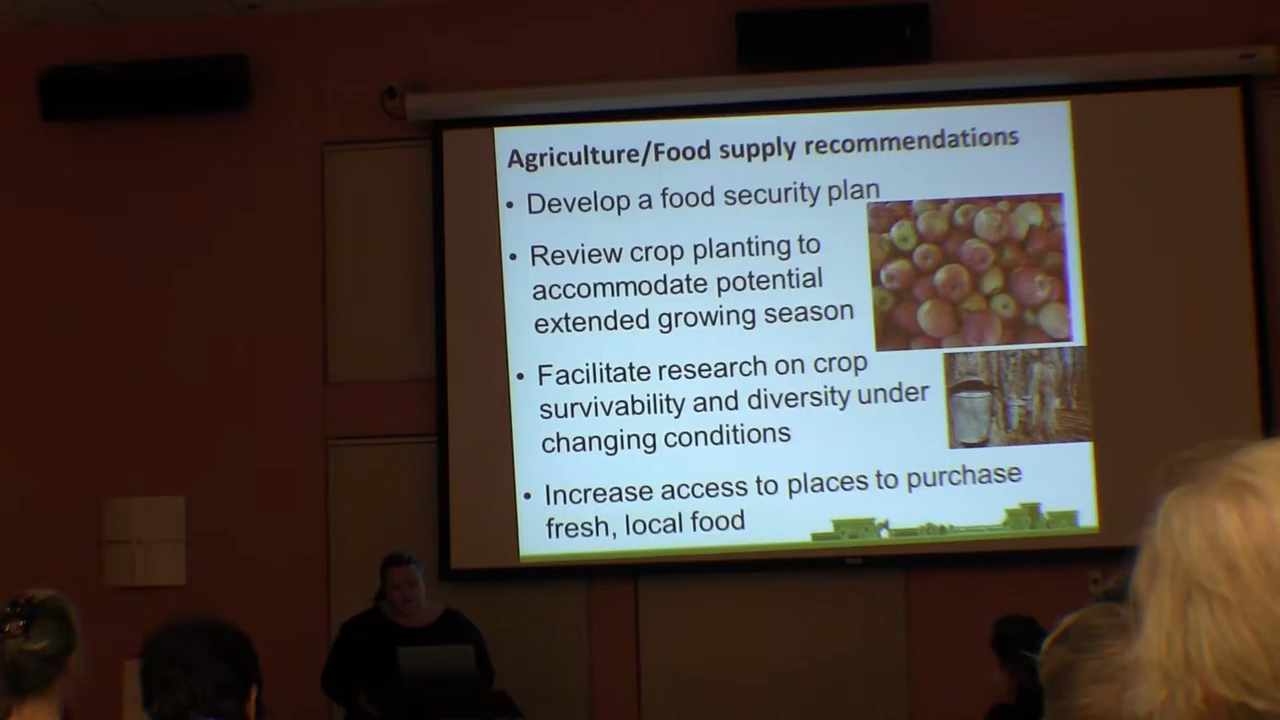 Agriculture/Food supply recommendations
• Develop a food security plan
• Review crop planting to
accommodate potential
extended growing season
• Facilitate research on crop
survivability and diversity under
changing conditions
• Increase access to places to purchase
fresh, local food